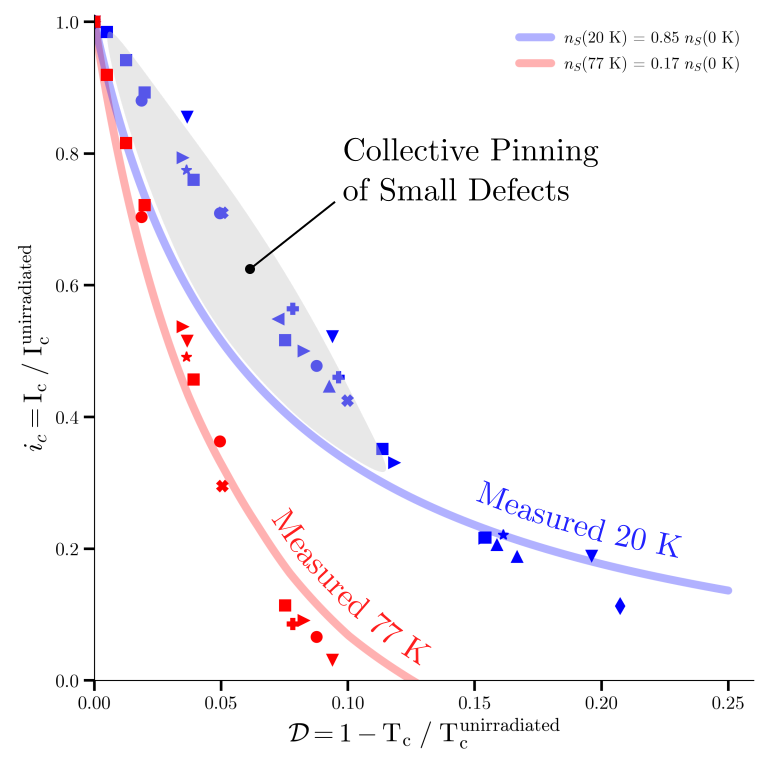 n_S(20 K) = 0.85 n_S(0 K)
n_S(77 K) = 0.17 n_S(0 K)
Collective Pinning
of Small Defects
Measured 20 K
Measured 77 K
1.0
0.8
0.6
0.4
0.2
0.0
i_c = I_c / I_c^unirradiated
0.00 0.05 0.10 0.15 0.20 0.25
𝒟 = 1 − T_c / T_c^unirradiated